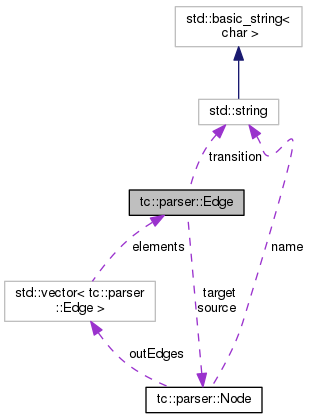 std::basic_string<
char >
std::string
transition
tc::parser::Edge
elements
name
std::vector< tc::parser
::Edge >
target
source
outEdges
tc::parser::Node